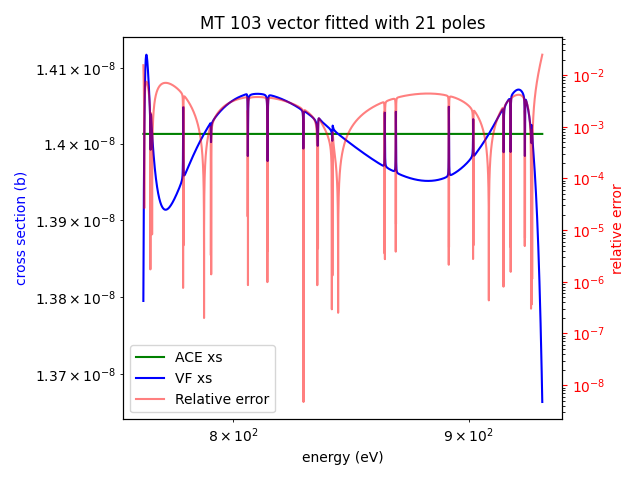 MT 103 vector fitted with 21 poles
cross section (b)
1.41 × 10⁻⁸
1.4 × 10⁻⁸
1.39 × 10⁻⁸
1.38 × 10⁻⁸
1.37 × 10⁻⁸
10⁻²
10⁻³
10⁻⁴
10⁻⁵
10⁻⁶
10⁻⁷
10⁻⁸
relative error
ACE xs
VF xs
Relative error
8 × 10² 9 × 10²
energy (eV)